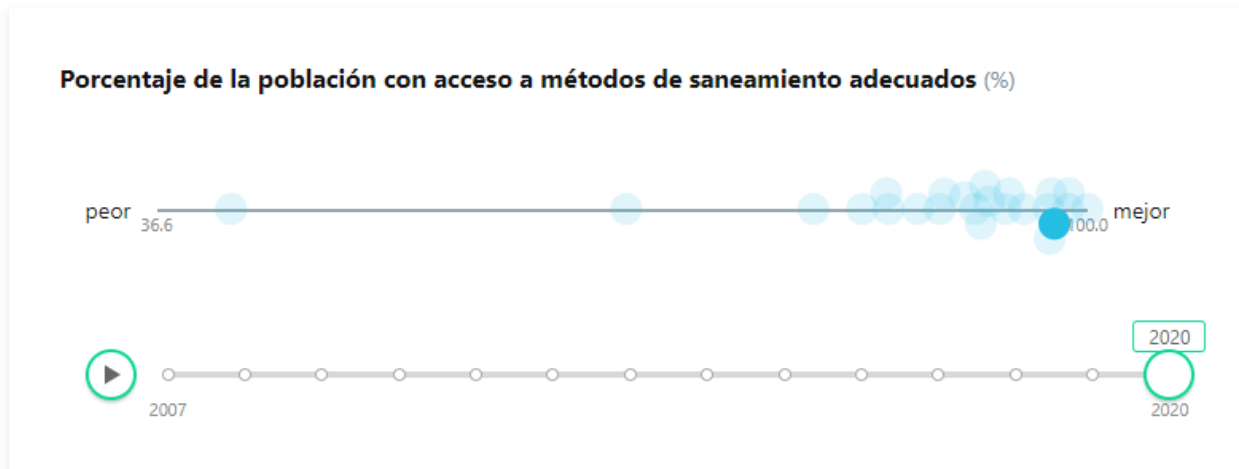 Porcentaje de la población con acceso a métodos de saneamiento adecuados (%)
peor
36.6
100.0
mejor
2020
2007
2020